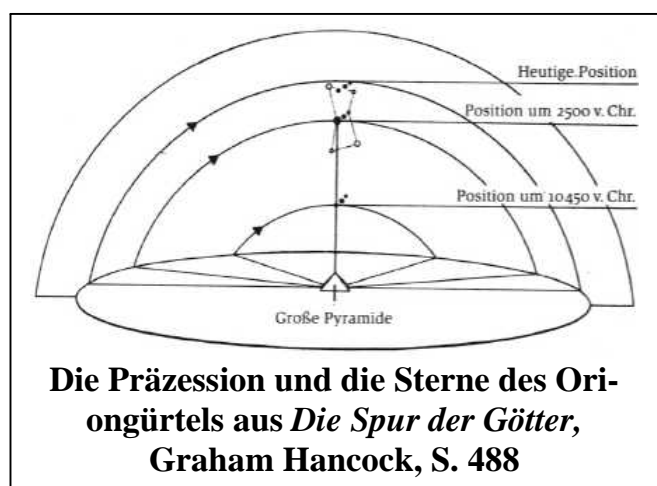 Heutige Position
Position um 2500 v. Chr.
Position um 10450 v. Chr.
Große Pyramide
Die Präzession und die Sterne des Ori-
ongürtels aus Die Spur der Götter,
Graham Hancock, S. 488